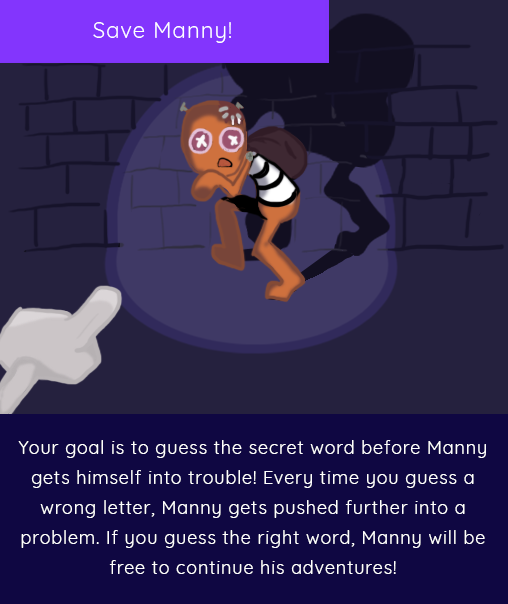 Save Manny!
Your goal is to guess the secret word before Manny
gets himself into trouble! Every time you guess a
wrong letter, Manny gets pushed further into a
problem. If you guess the right word, Manny will be
free to continue his adventures!